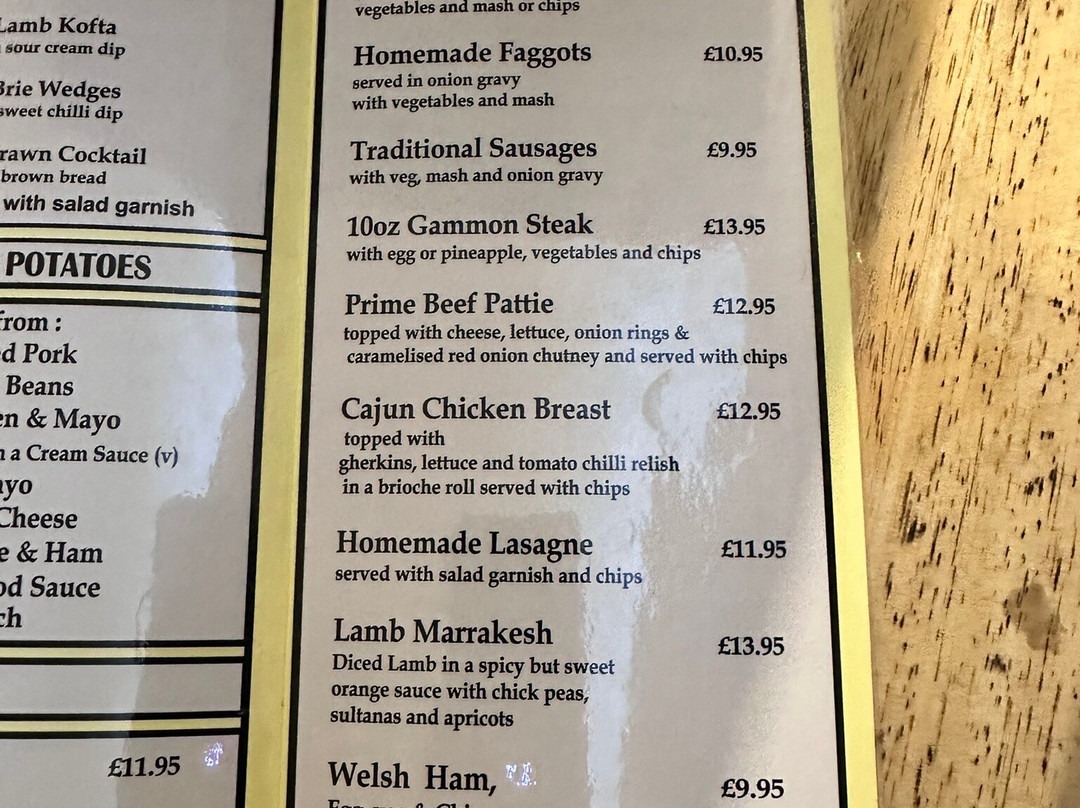 Lamb Kofta
sour cream dip
Brie Wedges
sweet chilli dip
rawn Cocktail
brown bread
with salad garnish
POTATOES
from :
ed Pork
Beans
en & Mayo
n a Cream Sauce (v)
ayo
Cheese
e & Ham
od Sauce
ch
£11.95
vegetables and mash or chips
Homemade Faggots £10.95
served in onion gravy
with vegetables and mash
Traditional Sausages £9.95
with veg, mash and onion gravy
10oz Gammon Steak £13.95
with egg or pineapple, vegetables and chips
Prime Beef Pattie £12.95
topped with cheese, lettuce, onion rings &
caramelised red onion chutney and served with chips
Cajun Chicken Breast £12.95
topped with
gherkins, lettuce and tomato chilli relish
in a brioche roll served with chips
Homemade Lasagne £11.95
served with salad garnish and chips
Lamb Marrakesh £13.95
Diced Lamb in a spicy but sweet
orange sauce with chick peas,
sultanas and apricots
Welsh Ham, £9.95